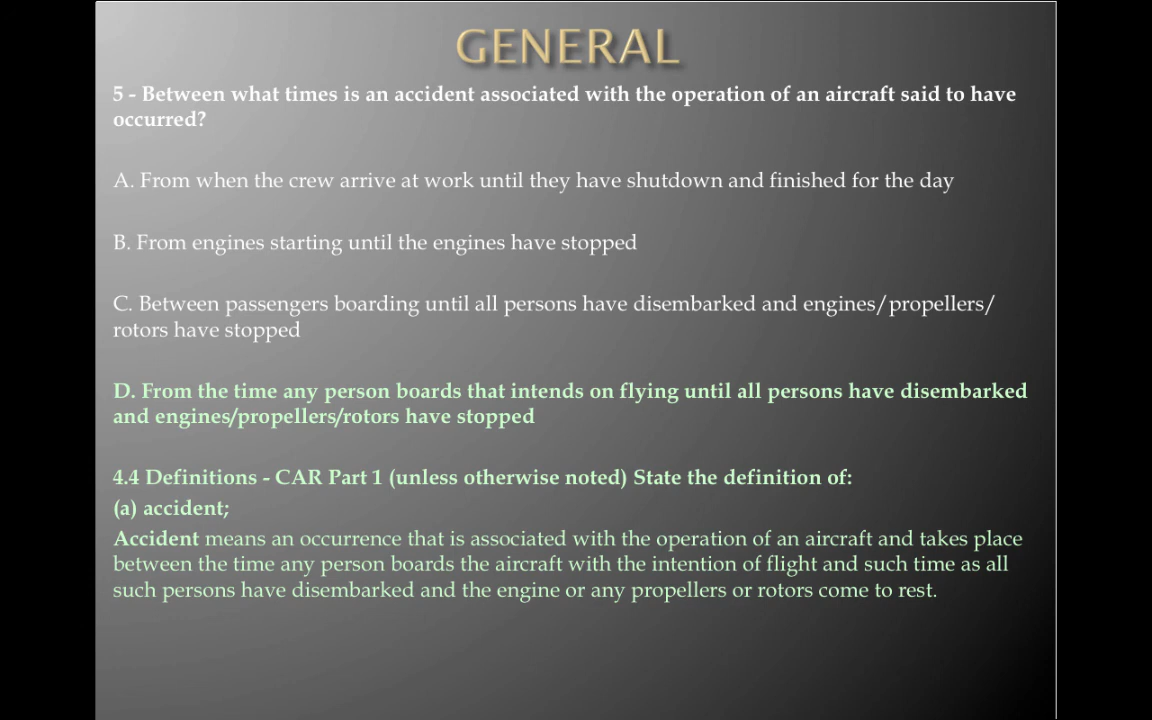 GENERAL
5 - Between what times is an accident associated with the operation of an aircraft said to have
occurred?
A. From when the crew arrive at work until they have shutdown and finished for the day
B. From engines starting until the engines have stopped
C. Between passengers boarding until all persons have disembarked and engines/propellers/
rotors have stopped
D. From the time any person boards that intends on flying until all persons have disembarked
and engines/propellers/rotors have stopped
4.4 Definitions - CAR Part 1 (unless otherwise noted) State the definition of:
(a) accident;
Accident means an occurrence that is associated with the operation of an aircraft and takes place
between the time any person boards the aircraft with the intention of flight and such time as all
such persons have disembarked and the engine or any propellers or rotors come to rest.